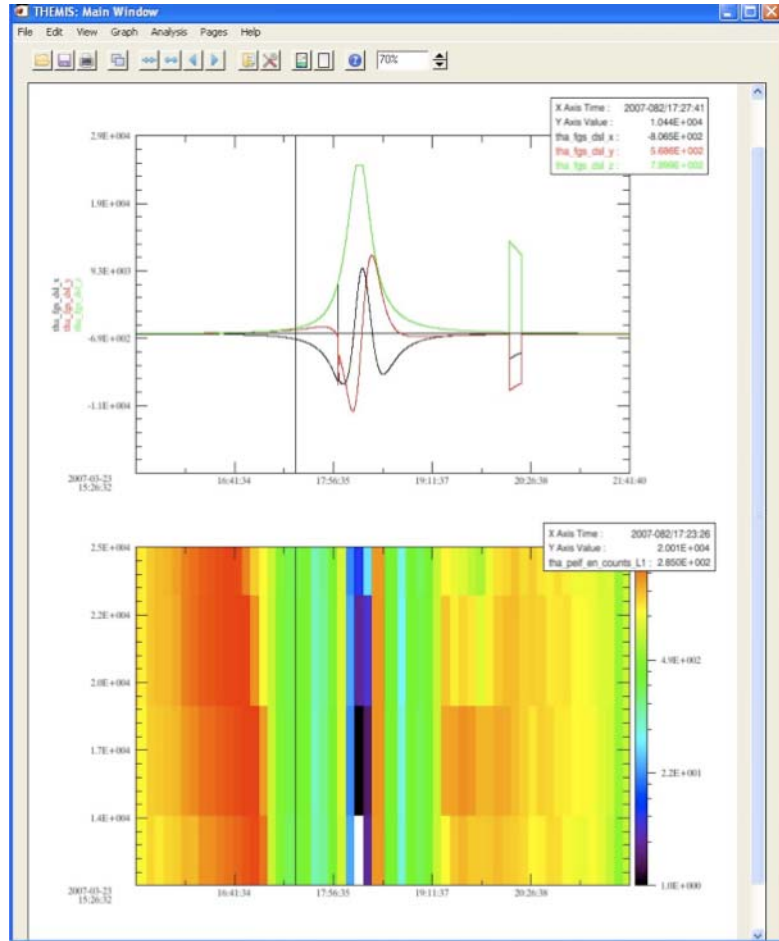 THEMIS: Main Window
File Edit View Graph Analysis Pages Help
70%
X Axis Time : 2007-082/17:27:41
Y Axis Value : 1.044E+004
tha_fgs_dsl_x : -8.065E+002
tha_fgs_dsl_y : 5.686E+002
tha_fgs_dsl_z : 7.898E+002
2.9E+004
1.9E+004
9.3E+003
-6.9E+002
-1.1E+004
tha_fgs_dsl_x
tha_fgs_dsl_y
tha_fgs_dsl_z
2007-03-23
15:26:32
16:41:34 17:56:35 19:11:37 20:26:38 21:41:40
X Axis Time : 2007-082/17:23:26
Y Axis Value : 2.001E+004
tha_peif_en_counts_L1 : 2.850E+002
2.5E+004
2.2E+004
2.0E+004
1.7E+004
1.4E+004
4.9E+002
2.2E+001
1.0E+000
2007-03-23
15:26:32
16:41:34 17:56:35 19:11:37 20:26:38